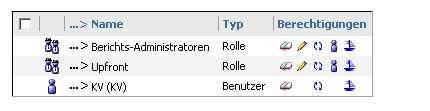 ...> Name Typ Berechtigungen
...> Berichts-Administratoren Rolle
...> Upfront Rolle
...> KV (KV) Benutzer